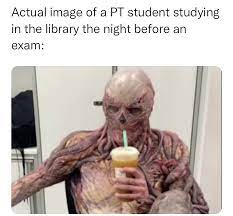 Actual image of a PT student studying
in the library the night before an
exam: